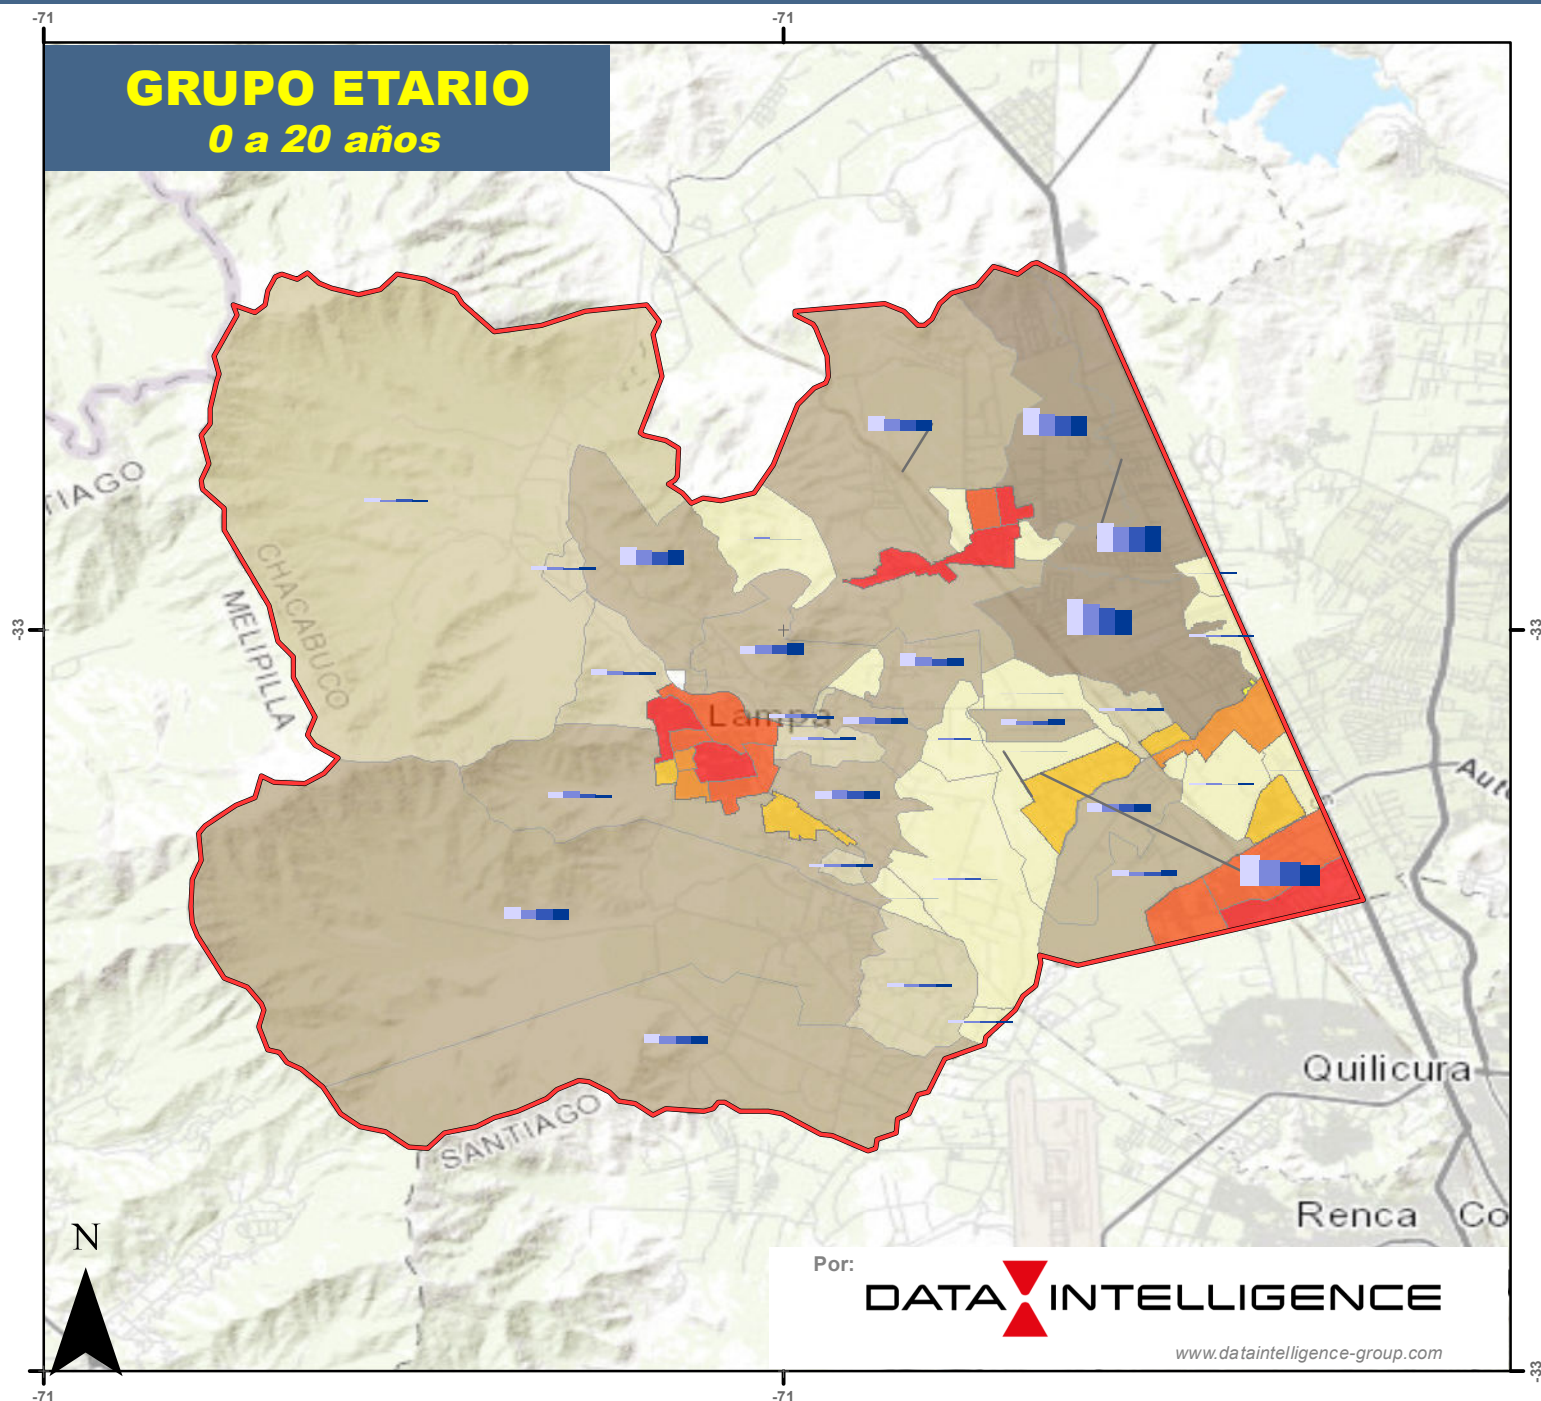 -71
-71
GRUPO ETARIO
0 a 20 años
TIAGO
CHACABUCO
MELIPILLA
-33
-33
Lampa
Auto
SANTIAGO
Quilicura
Renca
Co
N
Por:
DATA INTELLIGENCE
www.dataintelligence-group.com
-33
-71
-71